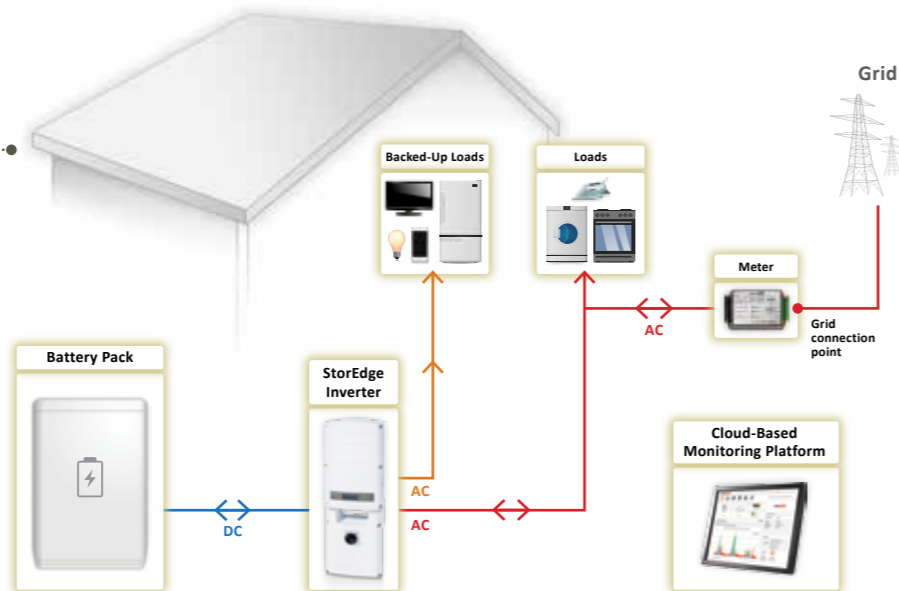 Grid
Backed-Up Loads
Loads
Meter
AC
Grid
connection
point
Battery Pack
StorEdge
Inverter
Cloud-Based
Monitoring Platform
AC
DC
AC